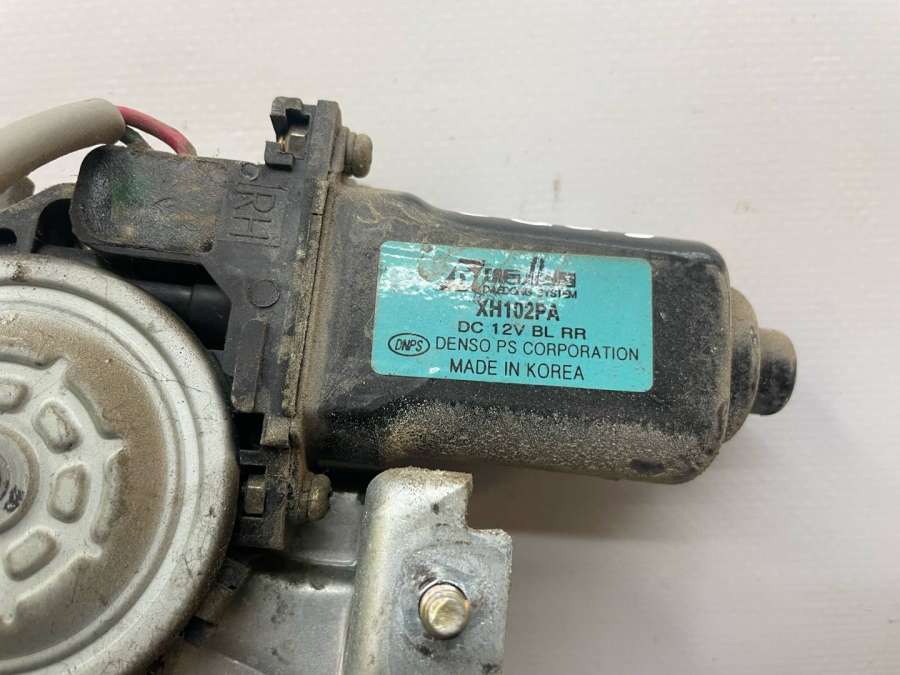 RH
XH102PA
DC 12V BL RR
DNPS DENSO PS CORPORATION
MADE IN KOREA